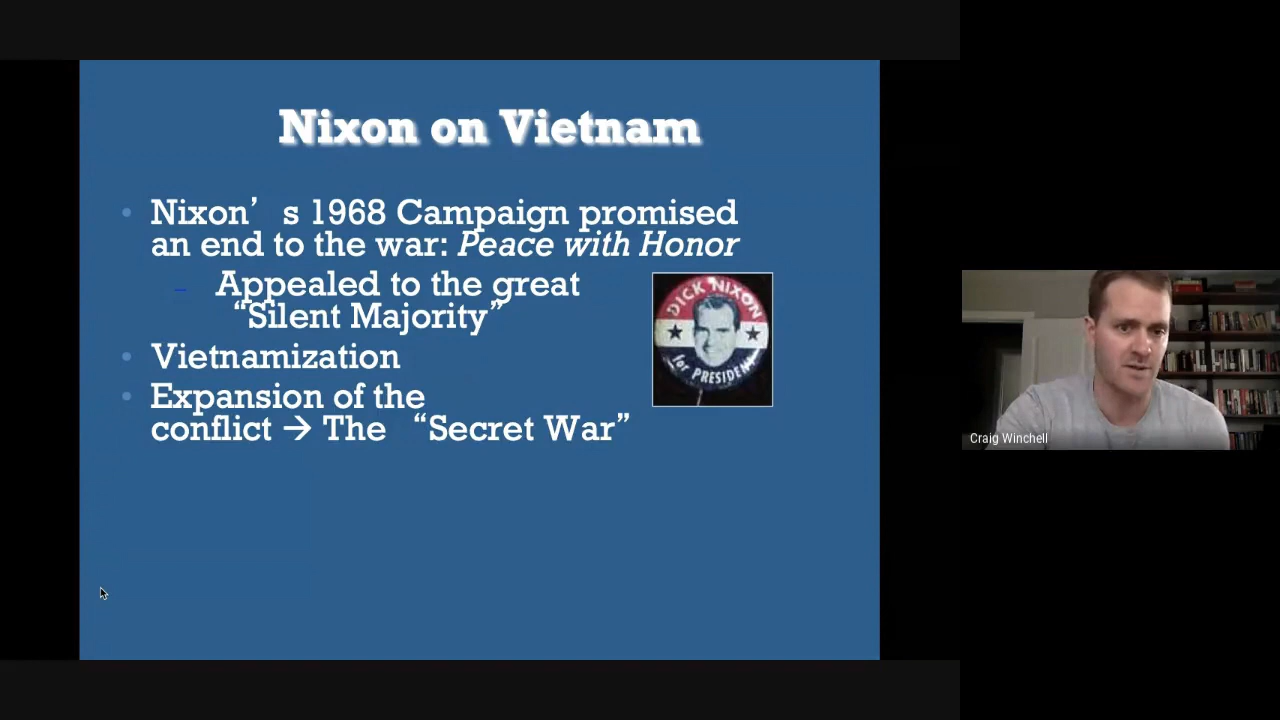 Nixon on Vietnam
Nixon’ s 1968 Campaign promised
an end to the war: Peace with Honor
– Appealed to the great
“Silent Majority”
Vietnamization
Expansion of the
conflict → The “Secret War”
DICK NIXON
for PRESIDENT
Craig Winchell